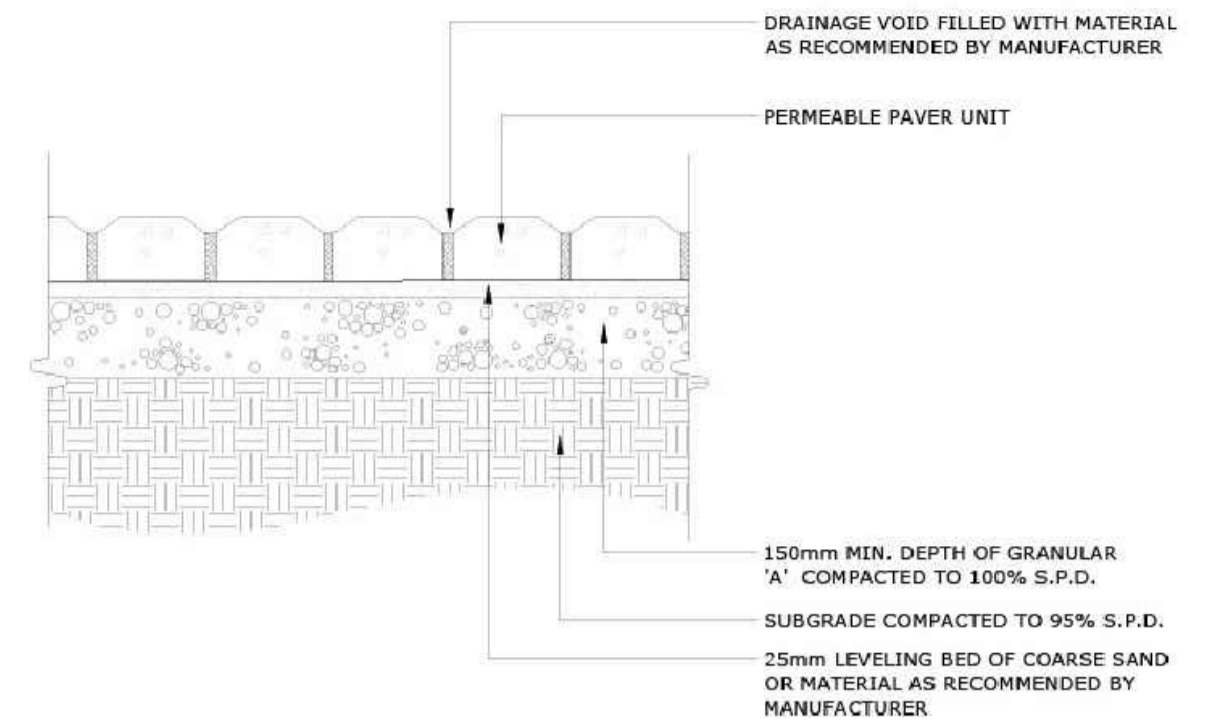 DRAINAGE VOID FILLED WITH MATERIAL
AS RECOMMENDED BY MANUFACTURER
PERMEABLE PAVER UNIT
150mm MIN. DEPTH OF GRANULAR
'A' COMPACTED TO 100% S.P.D.
SUBGRADE COMPACTED TO 95% S.P.D.
25mm LEVELING BED OF COARSE SAND
OR MATERIAL AS RECOMMENDED BY
MANUFACTURER